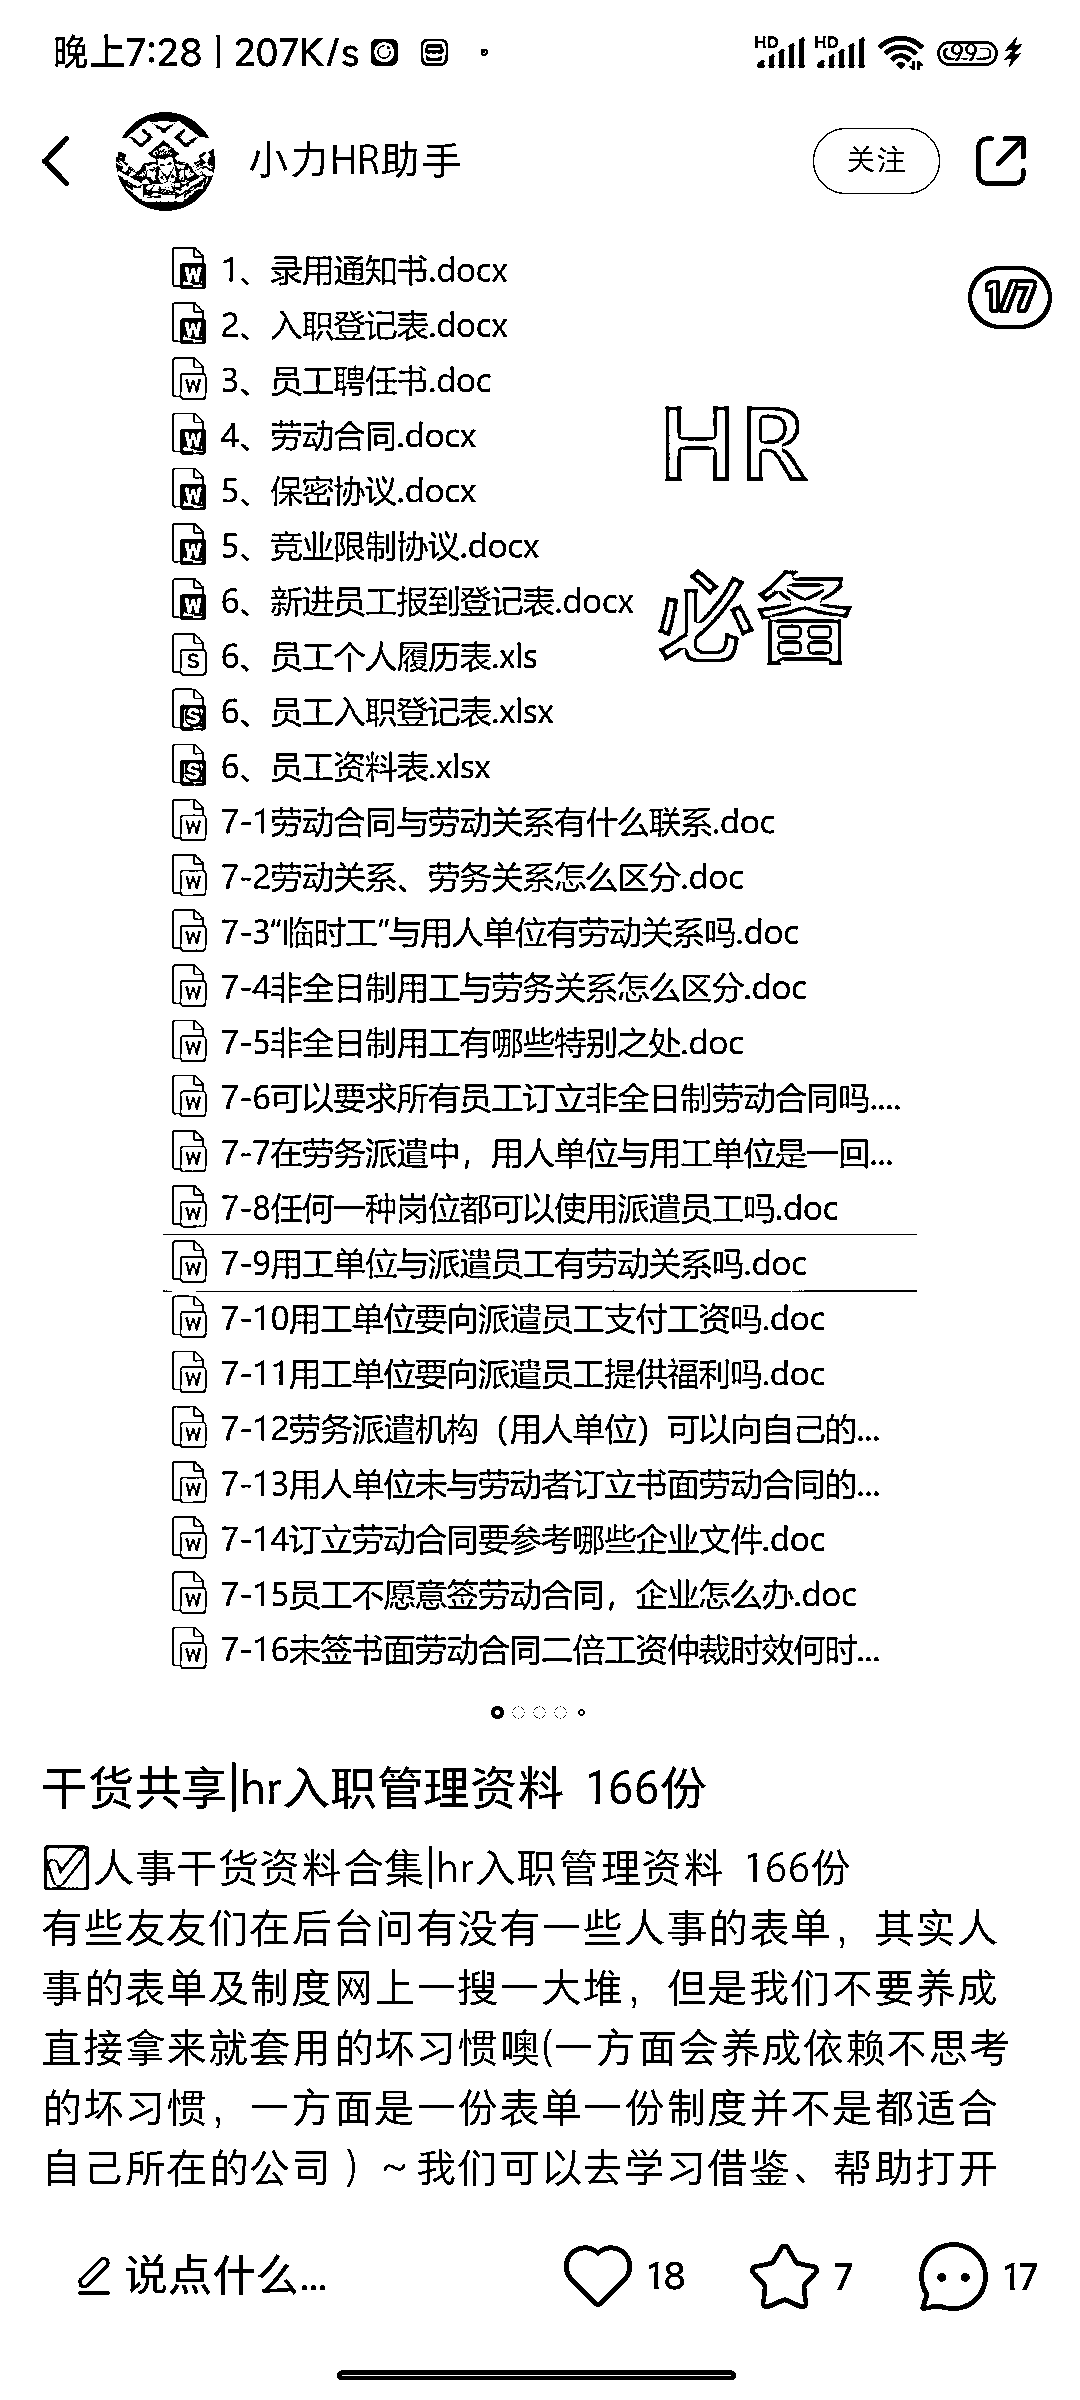 晚上7:28 | 207K/s
HD HD 99
小力HR助手
关注
1/7
1、录用通知书.docx
2、入职登记表.docx
3、员工聘任书.doc
4、劳动合同.docx
5、保密协议.docx
5、竞业限制协议.docx
6、新进员工报到登记表.docx
6、员工个人履历表.xls
6、员工入职登记表.xlsx
6、员工资料表.xlsx
HR
必备
7-1劳动合同与劳动关系有什么联系.doc
7-2劳动关系、劳务关系怎么区分.doc
7-3“临时工”与用人单位有劳动关系吗.doc
7-4非全日制用工与劳务关系怎么区分.doc
7-5非全日制用工有哪些特别之处.doc
7-6可以要求所有员工订立非全日制劳动合同吗....
7-7在劳务派遣中，用人单位与用工单位是一回...
7-8任何一种岗位都可以使用派遣员工吗.doc
7-9用工单位与派遣员工有劳动关系吗.doc
7-10用工单位要向派遣员工支付工资吗.doc
7-11用工单位要向派遣员工提供福利吗.doc
7-12劳务派遣机构（用人单位）可以向自己的...
7-13用人单位未与劳动者订立书面劳动合同的...
7-14订立劳动合同要参考哪些企业文件.doc
7-15员工不愿意签劳动合同，企业怎么办.doc
7-16未签书面劳动合同二倍工资仲裁时效何时...
干货共享|hr入职管理资料 166份
人事干货资料合集|hr入职管理资料 166份
有些友友们在后台问有没有一些人事的表单，其实人
事的表单及制度网上一搜一大堆，但是我们不要养成
直接拿来就套用的坏习惯噢(一方面会养成依赖不思考
的坏习惯，一方面是一份表单一份制度并不是都适合
自己所在的公司）~我们可以去学习借鉴、帮助打开
说点什么...
18
7
17